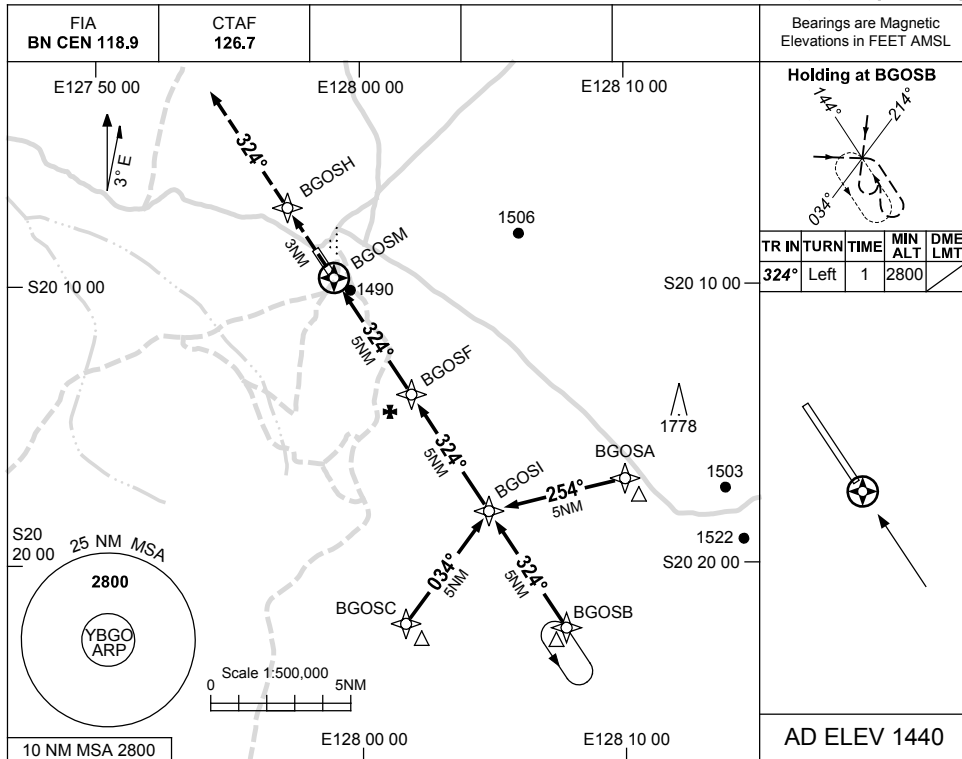 FIA
BN CEN 118.9
CTAF
126.7
Bearings are Magnetic
Elevations in FEET AMSL
E127 50 00
E128 00 00
E128 10 00
Holding at BGOSB
144°
214°
034°
TR IN TURN TIME MIN ALT DME LMT
324° Left 1 2800
3° E
324°
BGOSH
3NM
BGOSM
1506
1490
S20 10 00
S20 10 00
324°
5NM
BGOSF
1778
324°
5NM
BGOSA
BGOSI
254°
5NM
1503
1522
S20
20 00
S20 20 00
25 NM MSA
2800
YBGO
ARP
034°
5NM
324°
5NM
BGOSC
BGOSB
Scale 1:500,000
0 5NM
10 NM MSA 2800
E128 00 00
E128 10 00
AD ELEV 1440